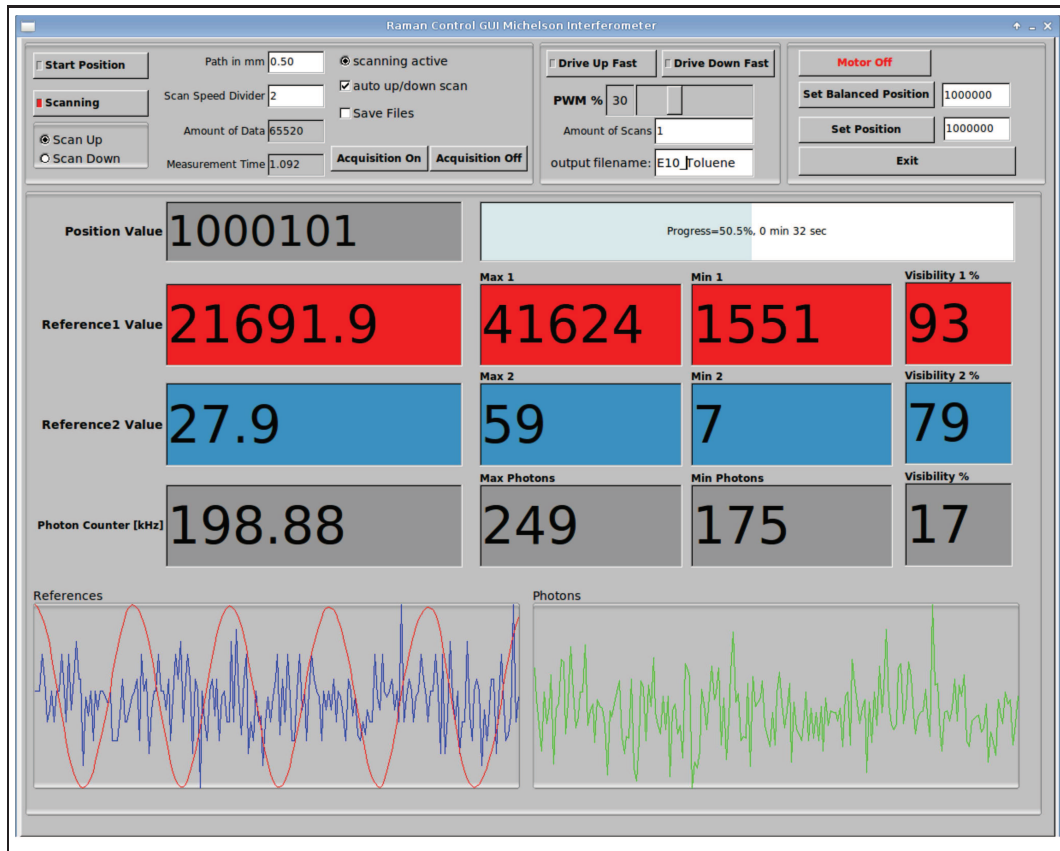 Raman Control GUI Michelson Interferometer
Start Position
Path in mm 0.50
scanning active
Scanning
Scan Speed Divider 2
auto up/down scan
Save Files
Scan Up
Scan Down
Amount of Data 65520
Measurement Time 1.092
Acquisition On Acquisition Off
Drive Up Fast Drive Down Fast
PWM % 30
Amount of Scans 1
output filename: E10_Toluene
Motor Off
Set Balanced Position 1000000
Set Position 1000000
Exit
Position Value 1000101
Progress=50.5%, 0 min 32 sec
Max 1 Min 1 Visibility 1 %
Reference1 Value 21691.9 41624 1551 93
Max 2 Min 2 Visibility 2 %
Reference2 Value 27.9 59 7 79
Max Photons Min Photons Visibility %
Photon Counter [kHz] 198.88 249 175 17
References
Photons